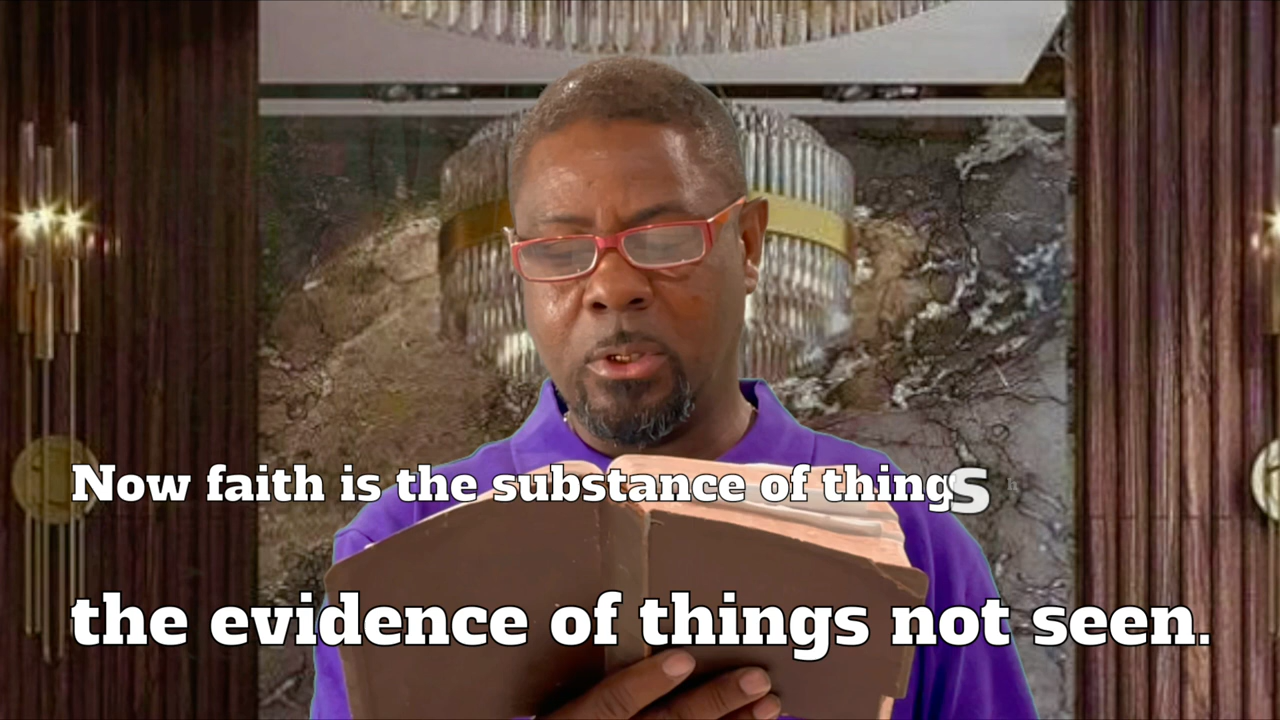 Now faith is the substance of things
the evidence of things not seen.